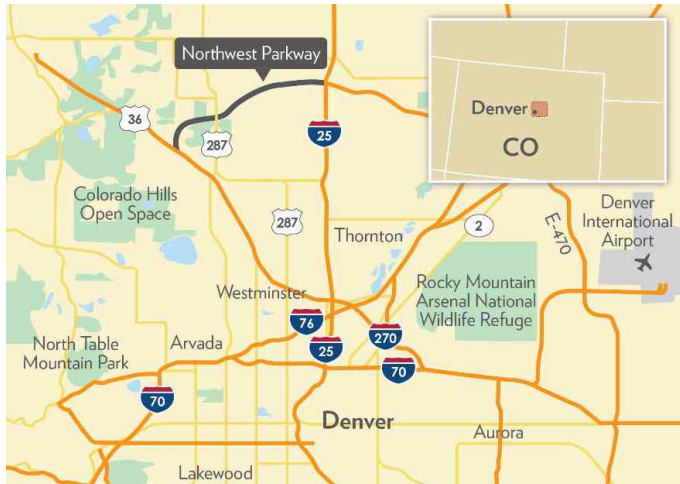 Northwest Parkway
Denver
CO
36
287
25
Colorado Hills
Open Space
287
Thornton
2
E-470
Denver
International
Airport
Westminster
Rocky Mountain
Arsenal National
Wildlife Refuge
76
25
270
North Table
Mountain Park
Arvada
70
70
Denver
Aurora
Lakewood